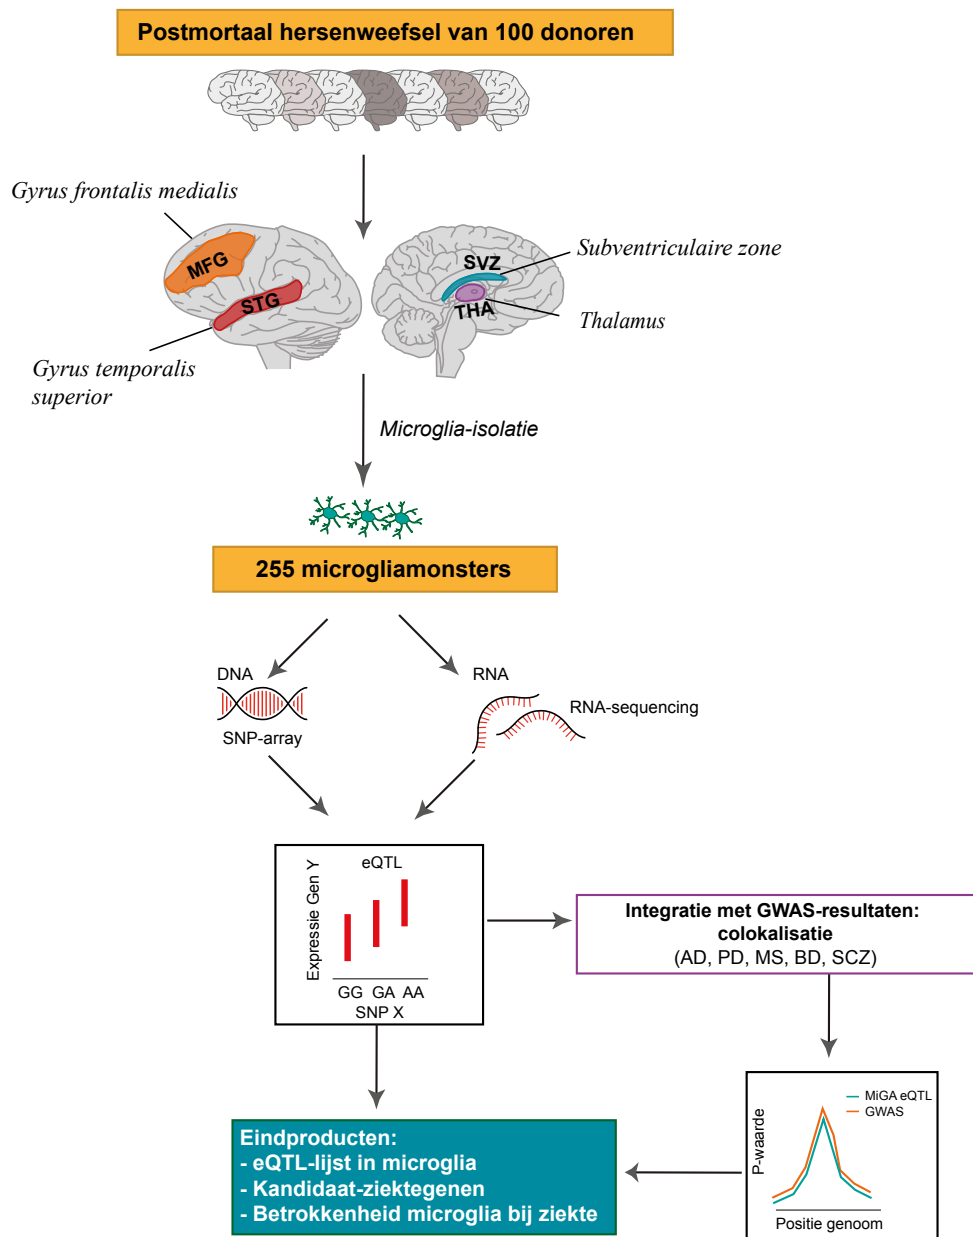 Postmortaal hersenweefsel van 100 donoren
Gyrus frontalis medialis
MFG
STG
SVZ
THA
Subventriculaire zone
Thalamus
Gyrus temporalis
superior
Microglia-isolatie
255 microgliamonsters
DNA
SNP-array
RNA
RNA-sequencing
eQTL
Expressie Gen Y
GG GA AA
SNP X
Integratie met GWAS-resultaten:
colokalisatie
(AD, PD, MS, BD, SCZ)
MiGA eQTL
GWAS
P-waarde
Positie genoom
Eindproducten:
- eQTL-lijst in microglia
- Kandidaat-ziektegenen
- Betrokkenheid microglia bij ziekte